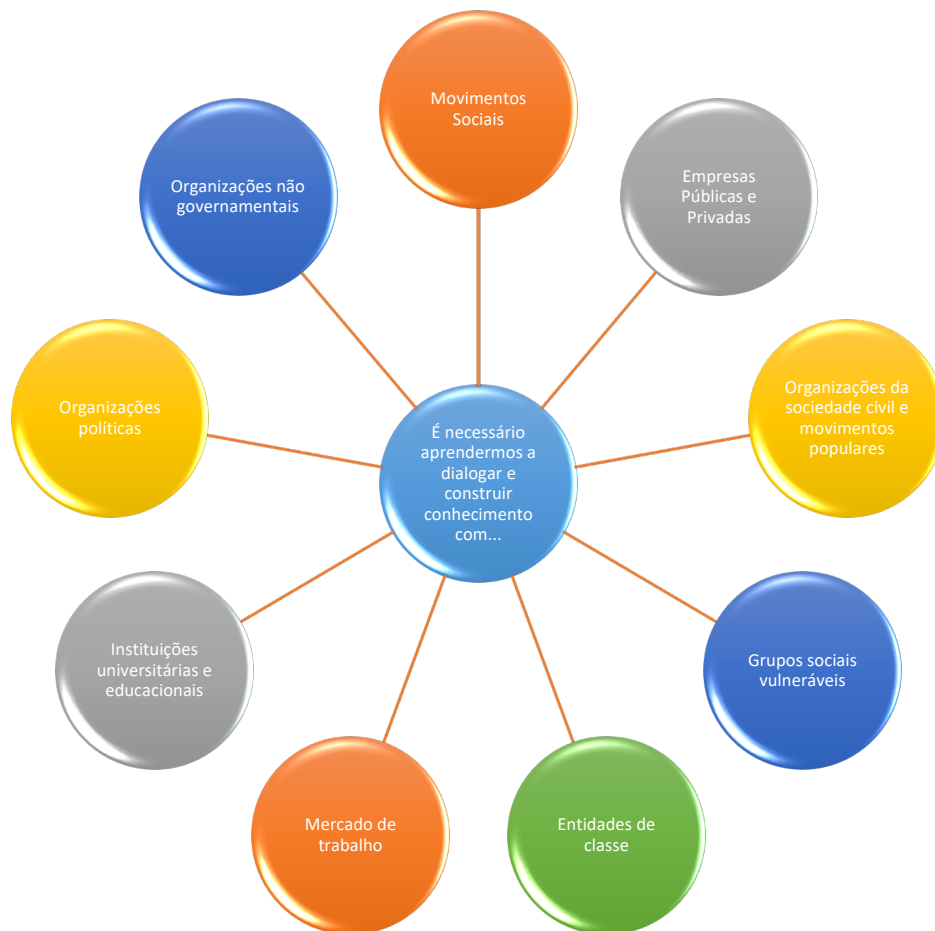 Movimentos
Sociais
Empresas
Públicas e
Privadas
Organizações da
sociedade civil e
movimentos
populares
Grupos sociais
vulneráveis
Entidades de
classe
Mercado de
trabalho
Instituições
universitárias e
educacionais
Organizações
políticas
Organizações não
governamentais
É necessário
aprendermos a
dialogar e
construir
conhecimento
com...